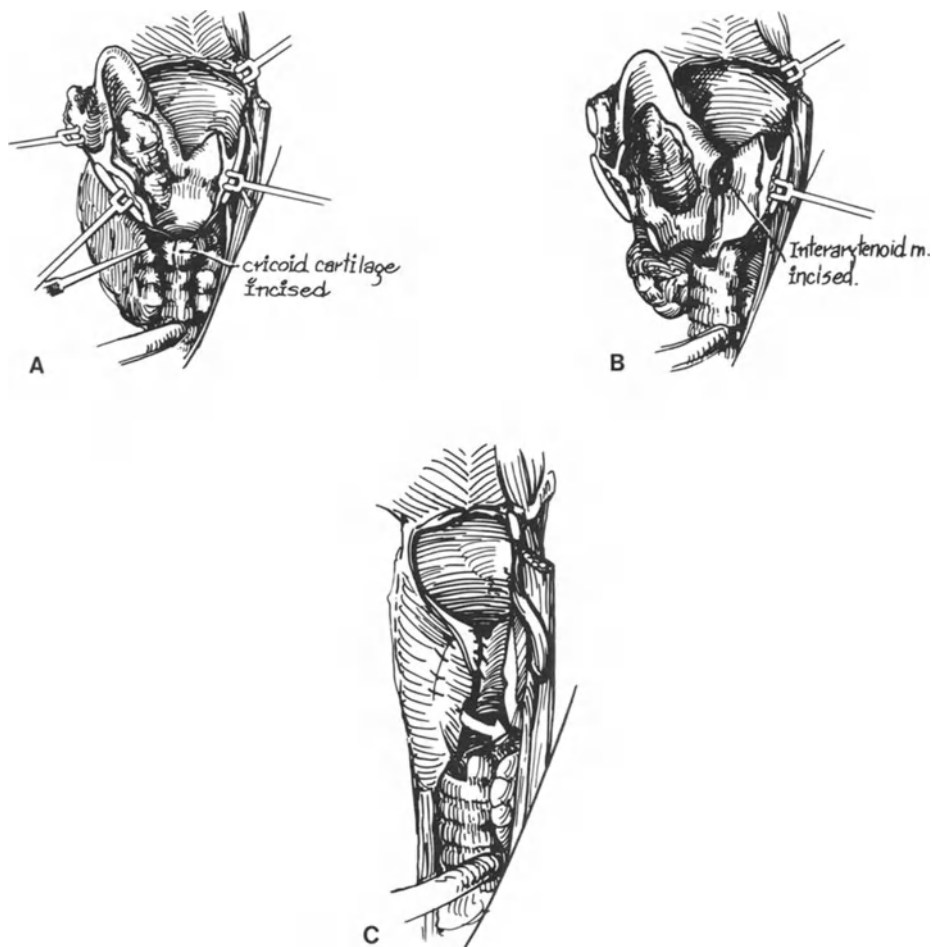 cricoid cartilage
incised
A
Interarytenoid m.
incised.
B
C